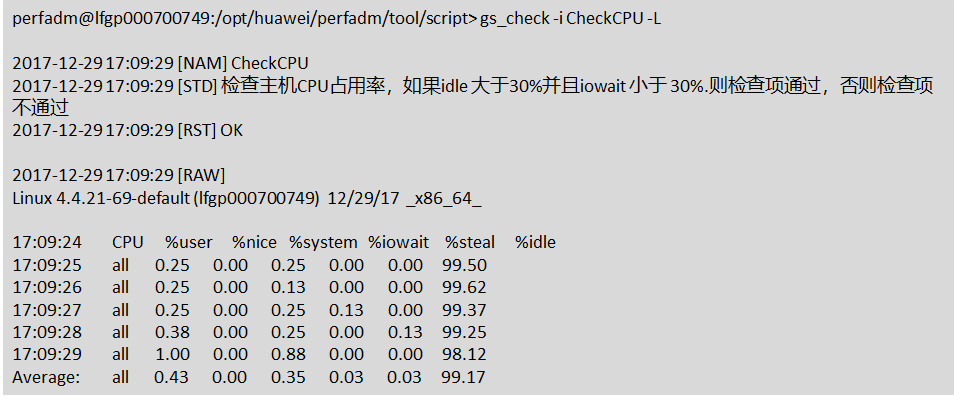 perfadm@lfgp000700749:/opt/huawei/perfadm/tool/script> gs_check -i CheckCPU -L
2017-12-29 17:09:29 [NAM] CheckCPU
2017-12-29 17:09:29 [STD] 检查主机CPU占用率，如果idle 大于30%并且iowait 小于 30%.则检查项通过，否则检查项
不通过
2017-12-29 17:09:29 [RST] OK
2017-12-29 17:09:29 [RAW]
Linux 4.4.21-69-default (lfgp000700749) 12/29/17 _x86_64_
17:09:24 CPU %user %nice %system %iowait %steal %idle
17:09:25 all 0.25 0.00 0.25 0.00 0.00 99.50
17:09:26 all 0.25 0.00 0.13 0.00 0.00 99.62
17:09:27 all 0.25 0.00 0.25 0.13 0.00 99.37
17:09:28 all 0.38 0.00 0.25 0.00 0.13 99.25
17:09:29 all 1.00 0.00 0.88 0.00 0.00 98.12
Average: all 0.43 0.00 0.35 0.03 0.03 99.17